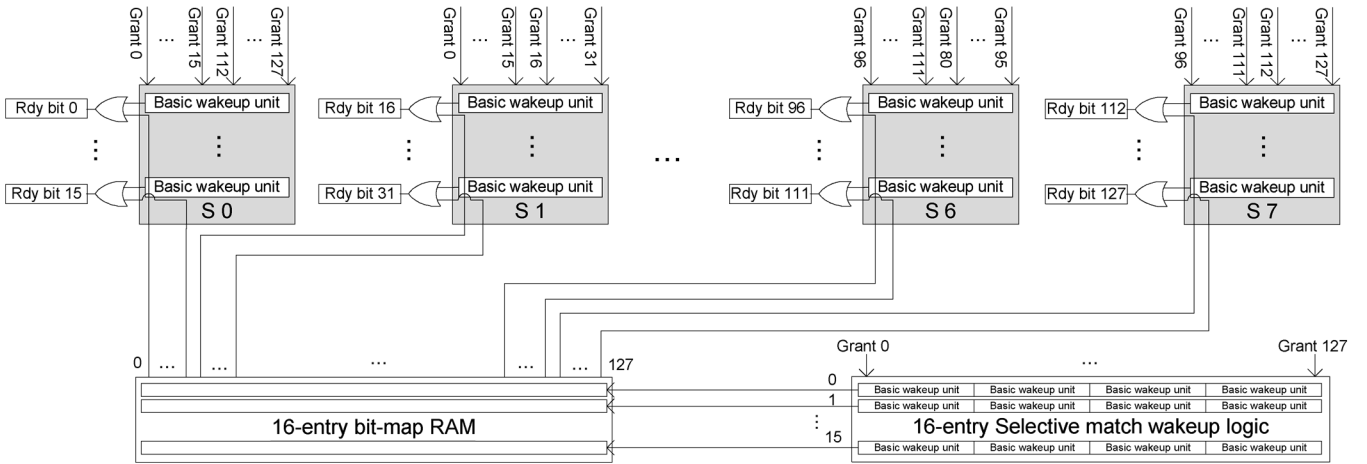 Grant 0 ... Grant 15 Grant 112 ... Grant 127 Grant 0 ... Grant 15 Grant 16 ... Grant 31 Grant 96 ... Grant 111 Grant 80 ... Grant 95 Grant 96 ... Grant 111 Grant 112 ... Grant 127
Rdy bit 0 Basic wakeup unit Rdy bit 16 Basic wakeup unit Rdy bit 96 Basic wakeup unit Rdy bit 112 Basic wakeup unit
... ... ... ... ... ... ... ... ...
Rdy bit 15 Basic wakeup unit Rdy bit 31 Basic wakeup unit Rdy bit 111 Basic wakeup unit Rdy bit 127 Basic wakeup unit
S 0 S 1 S 6 S 7
Grant 0 ... Grant 127
0 ... ... ... ... ... 127
0 Basic wakeup unit Basic wakeup unit Basic wakeup unit Basic wakeup unit
1 Basic wakeup unit Basic wakeup unit Basic wakeup unit Basic wakeup unit
16-entry bit-map RAM ... 16-entry Selective match wakeup logic
15 Basic wakeup unit Basic wakeup unit Basic wakeup unit Basic wakeup unit